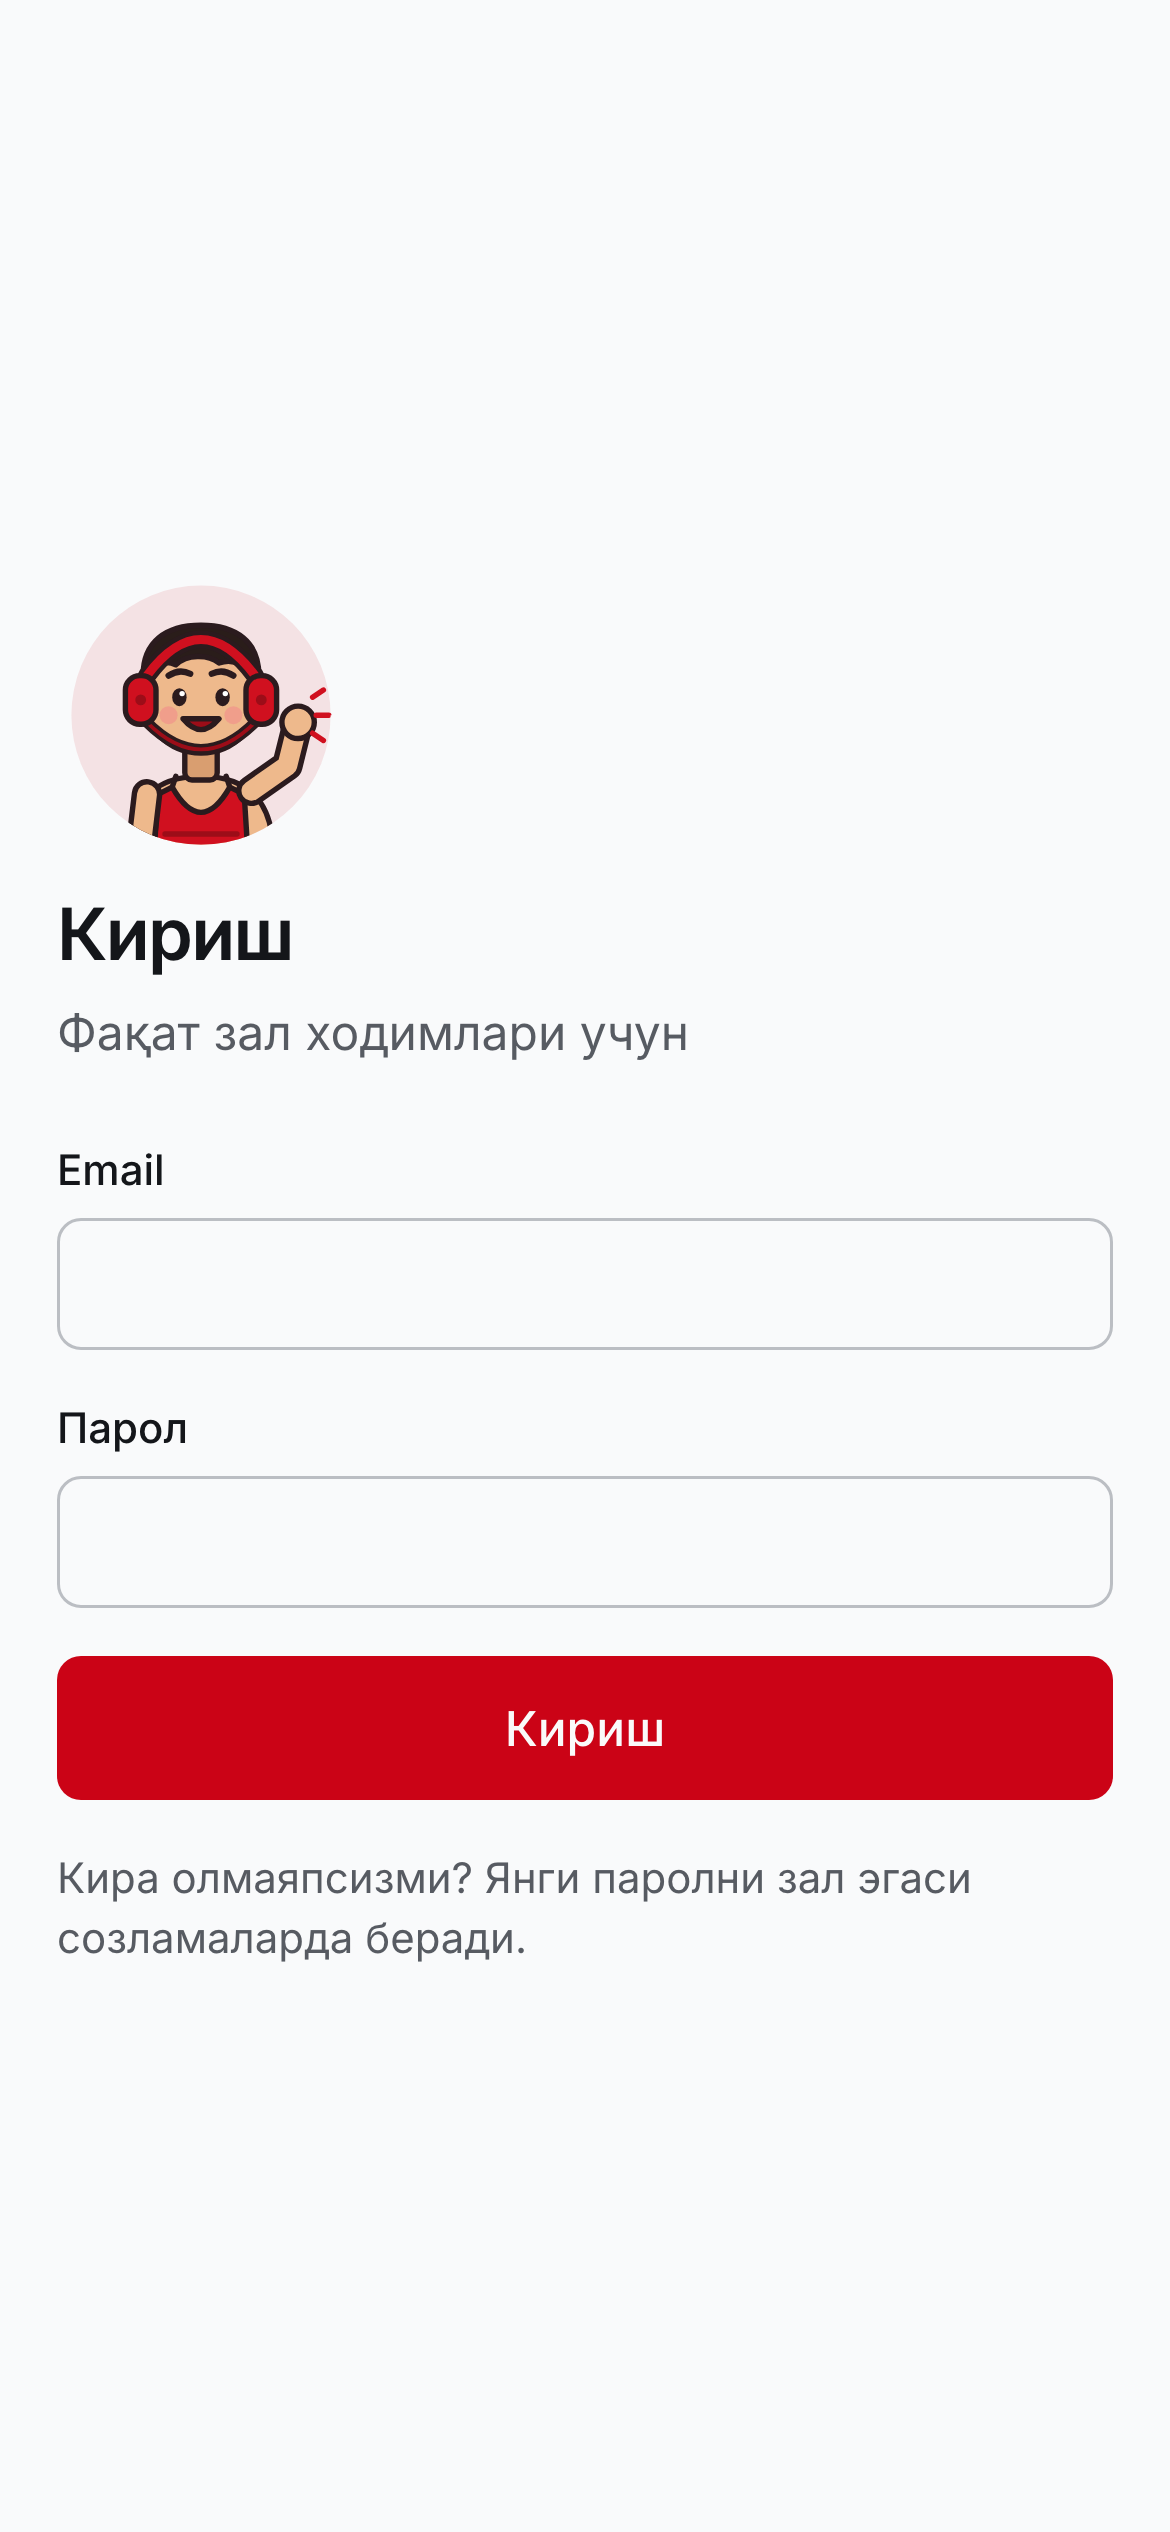 Кириш
Фақат зал ходимлари учун
Email
Парол
Кириш
Кира олмаяпсизми? Янги паролни зал эгаси
созламаларда беради.